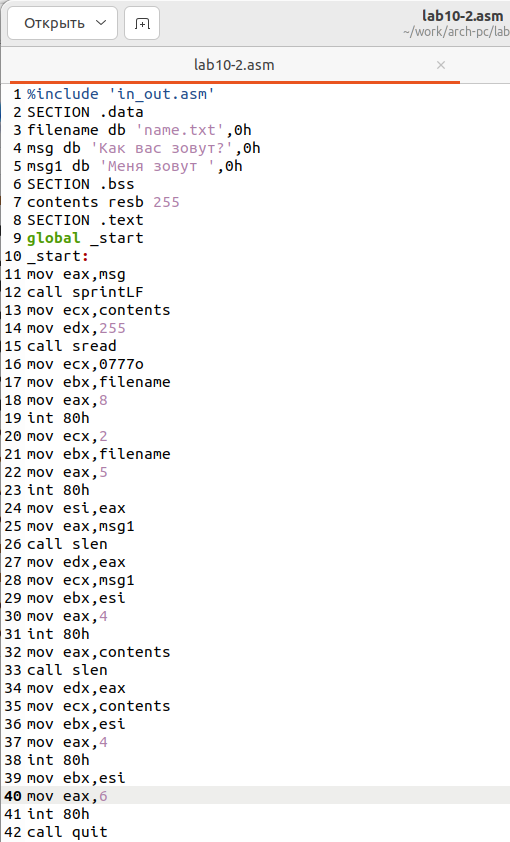 Открыть
lab10-2.asm
~/work/arch-pc/lab
lab10-2.asm
1 %include 'in_out.asm'
2 SECTION .data
3 filename db 'name.txt',0h
4 msg db 'Как вас зовут?',0h
5 msg1 db 'Меня зовут ',0h
6 SECTION .bss
7 contents resb 255
8 SECTION .text
9 global _start
10 _start:
11 mov eax,msg
12 call sprintLF
13 mov ecx,contents
14 mov edx,255
15 call sread
16 mov ecx,0777o
17 mov ebx,filename
18 mov eax,8
19 int 80h
20 mov ecx,2
21 mov ebx,filename
22 mov eax,5
23 int 80h
24 mov esi,eax
25 mov eax,msg1
26 call slen
27 mov edx,eax
28 mov ecx,msg1
29 mov ebx,esi
30 mov eax,4
31 int 80h
32 mov eax,contents
33 call slen
34 mov edx,eax
35 mov ecx,contents
36 mov ebx,esi
37 mov eax,4
38 int 80h
39 mov ebx,esi
40 mov eax,6
41 int 80h
42 call quit